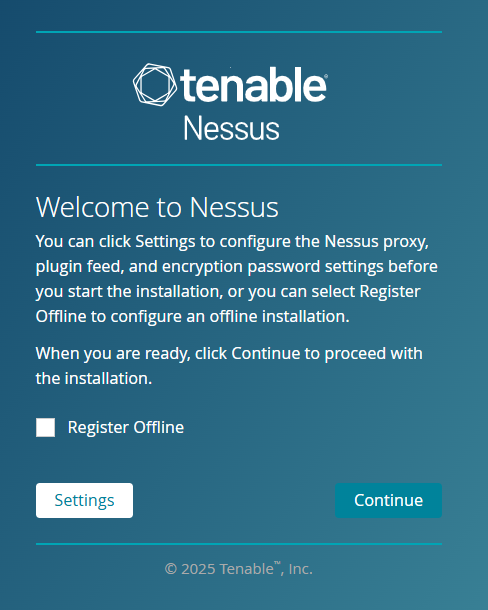 tenable®
Nessus
Welcome to Nessus
You can click Settings to configure the Nessus proxy,
plugin feed, and encryption password settings before
you start the installation, or you can select Register
Offline to configure an offline installation.
When you are ready, click Continue to proceed with
the installation.
Register Offline
Settings
Continue
© 2025 Tenable™, Inc.